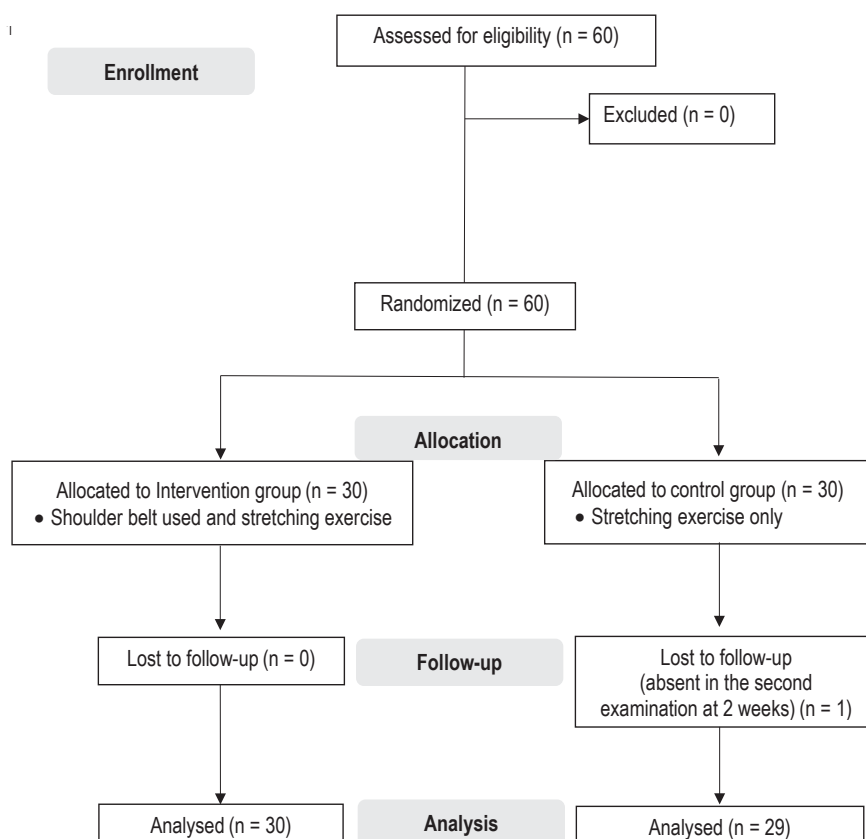 Assessed for eligibility (n = 60)
Enrollment
Excluded (n = 0)
Randomized (n = 60)
Allocation
Allocated to Intervention group (n = 30)
• Shoulder belt used and stretching exercise
Allocated to control group (n = 30)
• Stretching exercise only
Lost to follow-up (n = 0)
Follow-up
Lost to follow-up
(absent in the second
examination at 2 weeks) (n = 1)
Analysed (n = 30)
Analysis
Analysed (n = 29)